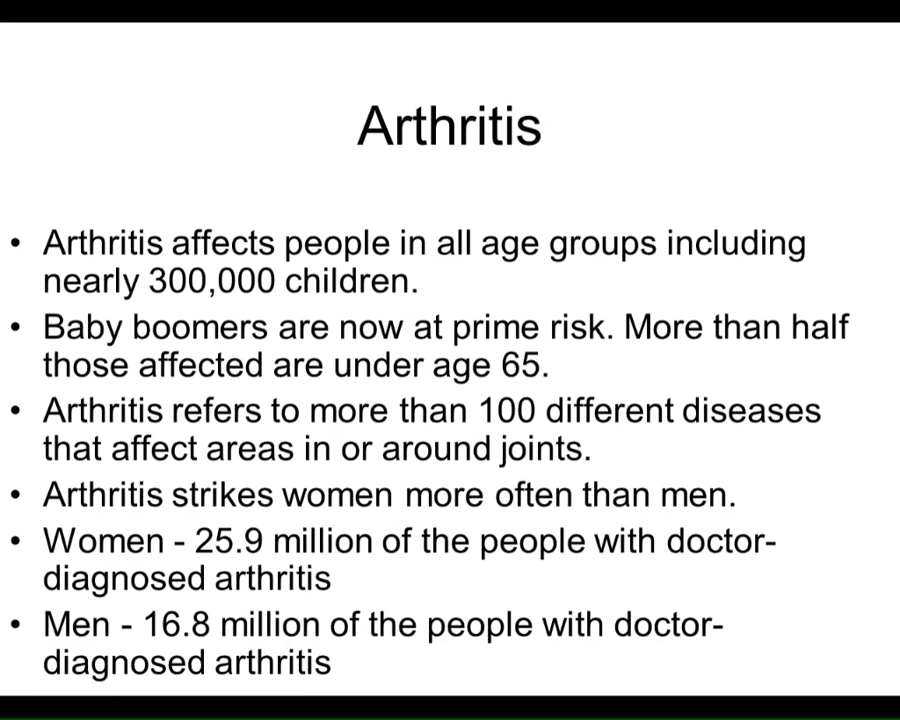 Arthritis
• Arthritis affects people in all age groups including
nearly 300,000 children.
• Baby boomers are now at prime risk. More than half
those affected are under age 65.
• Arthritis refers to more than 100 different diseases
that affect areas in or around joints.
• Arthritis strikes women more often than men.
• Women - 25.9 million of the people with doctor-
diagnosed arthritis
• Men - 16.8 million of the people with doctor-
diagnosed arthritis